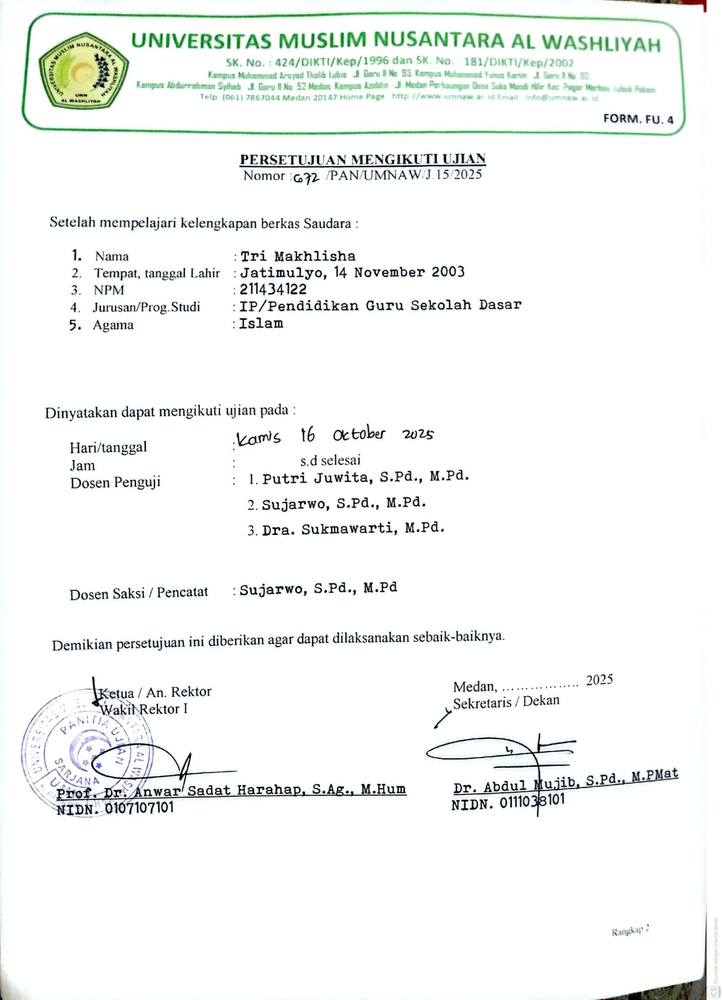 UNIVERSITAS MUSLIM NUSANTARA AL WASHLIYAH
UMN
AL WASHLIYAH
UNIVERSITAS MUSLIM NUSANTARA AL WASHLIYAH
SK. No. : 424/DIKTI/Kep/1996 dan SK. No. : 181/DIKTI/Kep/2002
Kampus Muhammad Arsyad Thalib Lubis : Jl. Garu II No. 93, Kampus Muhammad Yunus Karim : Jl. Garu II No. 02,
Kampus Abdurrahman Syihab : Jl. Garu II No. 52 Medan, Kampus Aziddin : Jl. Medan Perbaungan Desa Suka Mandi Hilir Kec. Pagar Merbau, Lubuk Pakam
Telp. (061) 7867044 Medan 20147 Home Page : http://www.umnaw.ac.id Email : info@umnaw.ac.id
FORM. FU. 4
PERSETUJUAN MENGIKUTI UJIAN
Nomor : 672 /PAN/UMNAW/J.15/2025
Setelah mempelajari kelengkapan berkas Saudara :
1. Nama : Tri Makhlisha
2. Tempat, tanggal Lahir : Jatimulyo, 14 November 2003
3. NPM : 211434122
4. Jurusan/Prog.Studi : IP/Pendidikan Guru Sekolah Dasar
5. Agama : Islam
Dinyatakan dapat mengikuti ujian pada :
Hari/tanggal : Kamis 16 Oktober 2025
Jam : s.d selesai
Dosen Penguji : 1. Putri Juwita, S.Pd., M.Pd.
2. Sujarwo, S.Pd., M.Pd.
3. Dra. Sukmawarti, M.Pd.
Dosen Saksi / Pencatat : Sujarwo, S.Pd., M.Pd
Demikian persetujuan ini diberikan agar dapat dilaksanakan sebaik-baiknya.
Medan, .................. 2025
Ketua / An. Rektor
Sekretaris / Dekan
Wakil Rektor I
PANITIA UJIAN
SARJANA
Prof. Dr. Anwar Sadat Harahap, S.Ag., M.Hum
Dr. Abdul Mujib, S.Pd., M.PMat
NIDN. 0107107101
NIDN. 0111038101
Rangkap 2
CS Dipindai dengan CamScanner